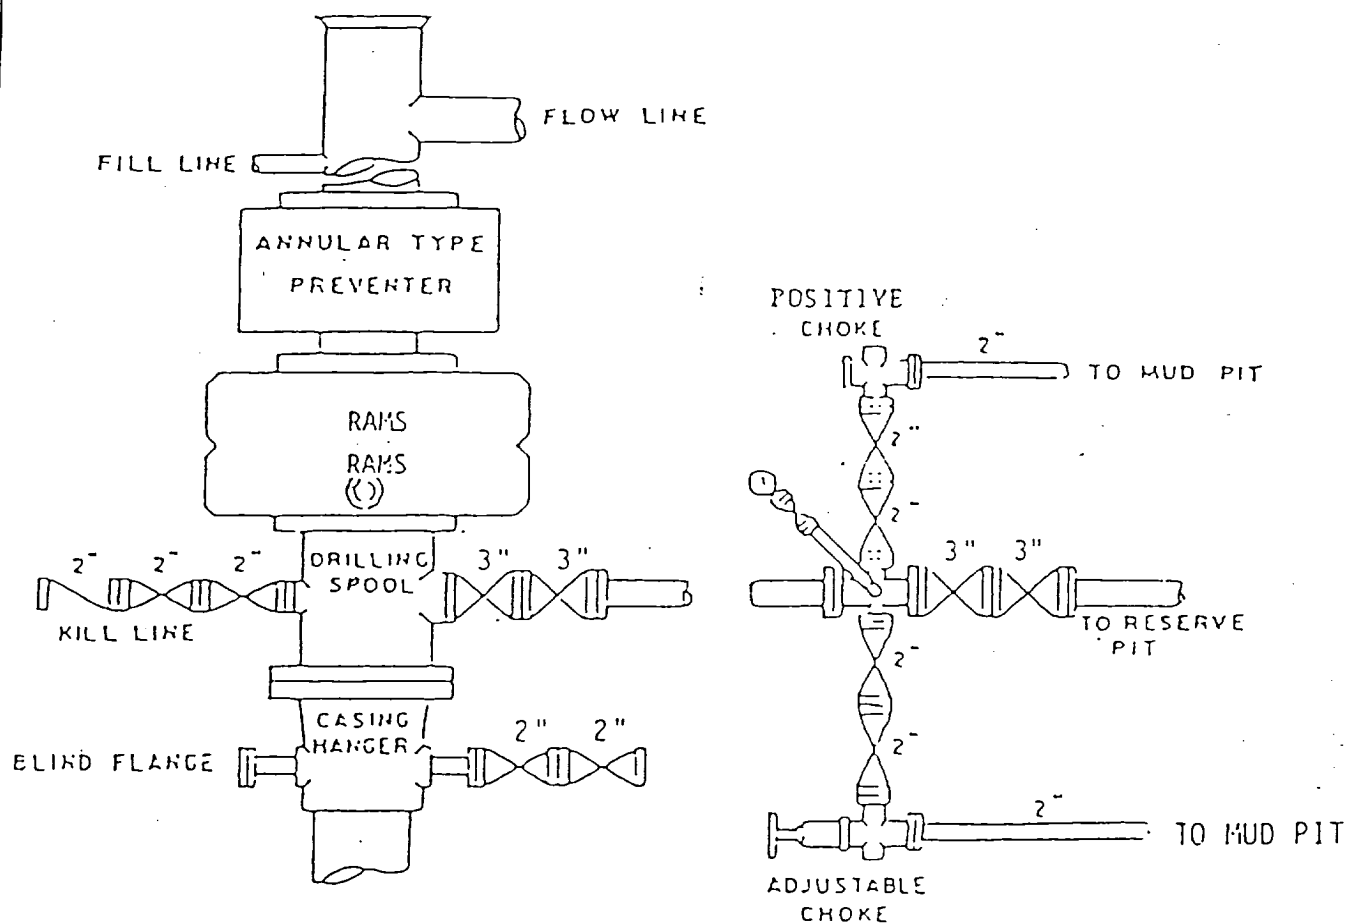 FLOW LINE
FILL LINE
ANNULAR TYPE
PREVENTER
POSITIVE
CHOKE
2"
TO MUD PIT
RAMS
RAMS
2"
2"
2" 2" 2"
DRILLING
SPOOL
3" 3"
3" 3"
KILL LINE
TO RESERVE
PIT
2"
CASING
HANGER
2" 2"
2"
BLIND FLANGE
2"
TO MUD PIT
ADJUSTABLE
CHOKE